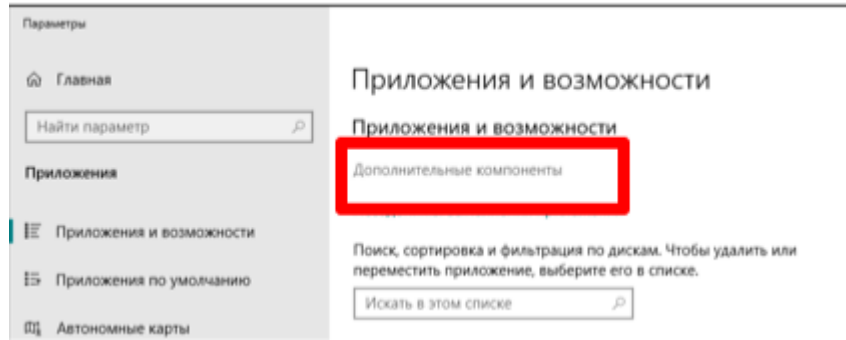 Параметры
Главная
Найти параметр
Приложения
Приложения и возможности
Приложения по умолчанию
Автономные карты
Приложения и возможности
Приложения и возможности
Дополнительные компоненты
Поиск, сортировка и фильтрация по дискам. Чтобы удалить или
переместить приложение, выберите его в списке.
Искать в этом списке